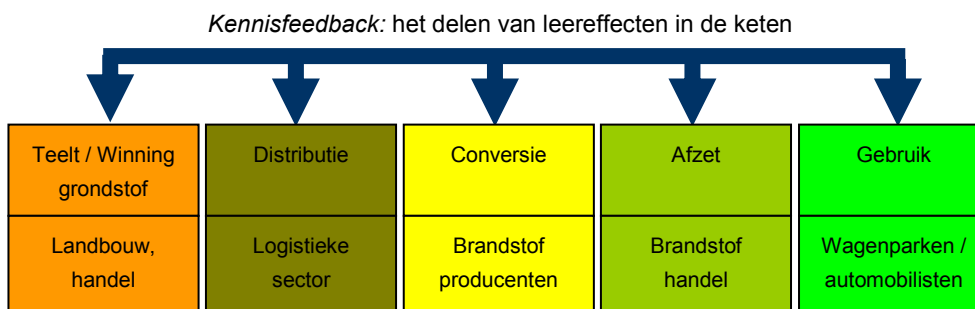 Kennisfeedback: het delen van leereffecten in de keten
Teelt / Winning
grondstof
Distributie
Conversie
Afzet
Gebruik
Landbouw,
handel
Logistieke
sector
Brandstof
producenten
Brandstof
handel
Wagenparken /
automobilisten